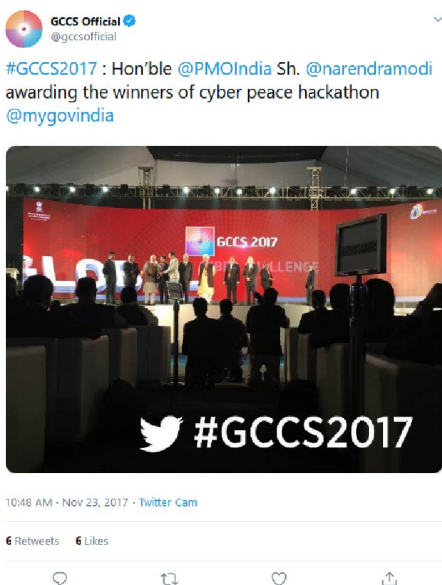 GCCS Official
@gccsofficial
#GCCS2017 : Hon'ble @PMOIndia Sh. @narendramodi
awarding the winners of cyber peace hackathon
@mygovindia
GCCS 2017
#GCCS2017
10:48 AM · Nov 23, 2017 · Twitter Cam
6 Retweets 6 Likes